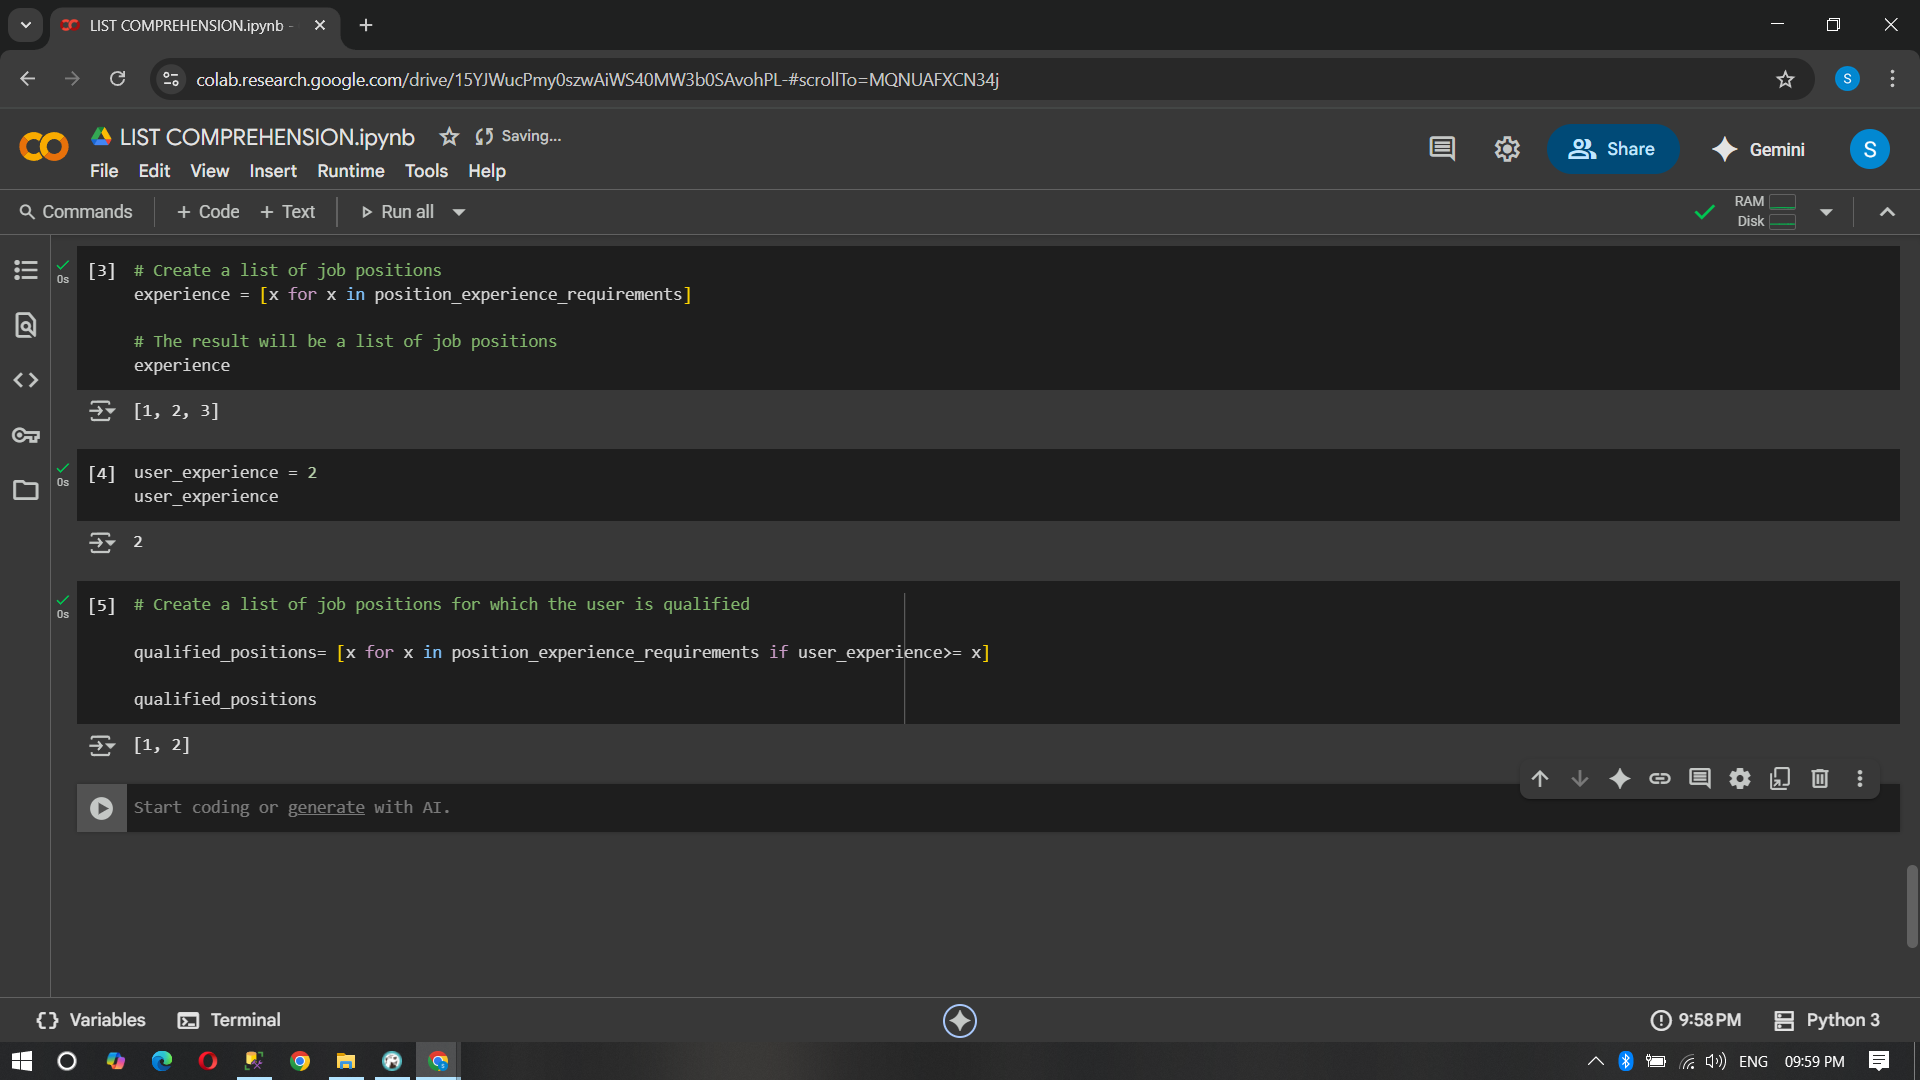 LIST COMPREHENSION.ipynb -
colab.research.google.com/drive/15YJWucPmy0szwAiWS40MW3b0SAvohPL-#scrollTo=MQNUAFXCN34j
S
LIST COMPREHENSION.ipynb
Saving...
File Edit View Insert Runtime Tools Help
Share
Gemini
S
Commands
+ Code
+ Text
Run all
RAM
Disk
0s
[3] # Create a list of job positions
experience = [x for x in position_experience_requirements]
# The result will be a list of job positions
experience
[1, 2, 3]
0s
[4] user_experience = 2
user_experience
2
0s
[5] # Create a list of job positions for which the user is qualified
qualified_positions= [x for x in position_experience_requirements if user_experience>= x]
qualified_positions
[1, 2]
Start coding or generate with AI.
Variables
Terminal
9:58 PM
Python 3
ENG
09:59 PM